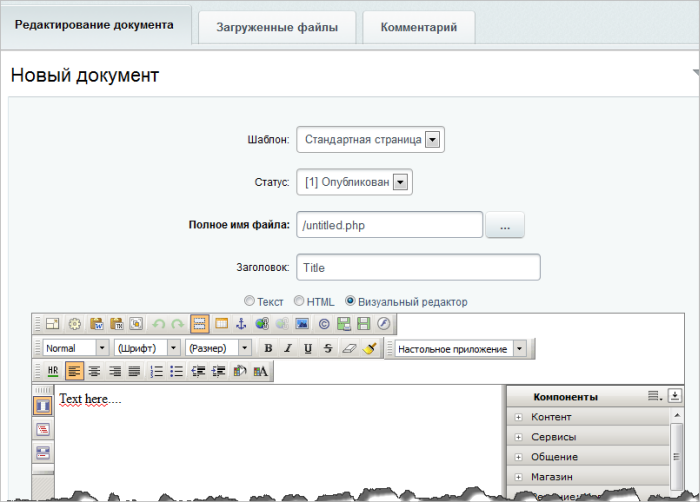 Редактирование документа Загруженные файлы Комментарий
Новый документ
Шаблон: Стандартная страница
Статус: [1] Опубликован
Полное имя файла: /untitled.php ...
Заголовок: Title
Текст HTML Визуальный редактор
Normal (Шрифт) (Размер) B I U S Настольное приложение
HR
Text here.... Компоненты
Контент
Сервисы
Общение
Магазин